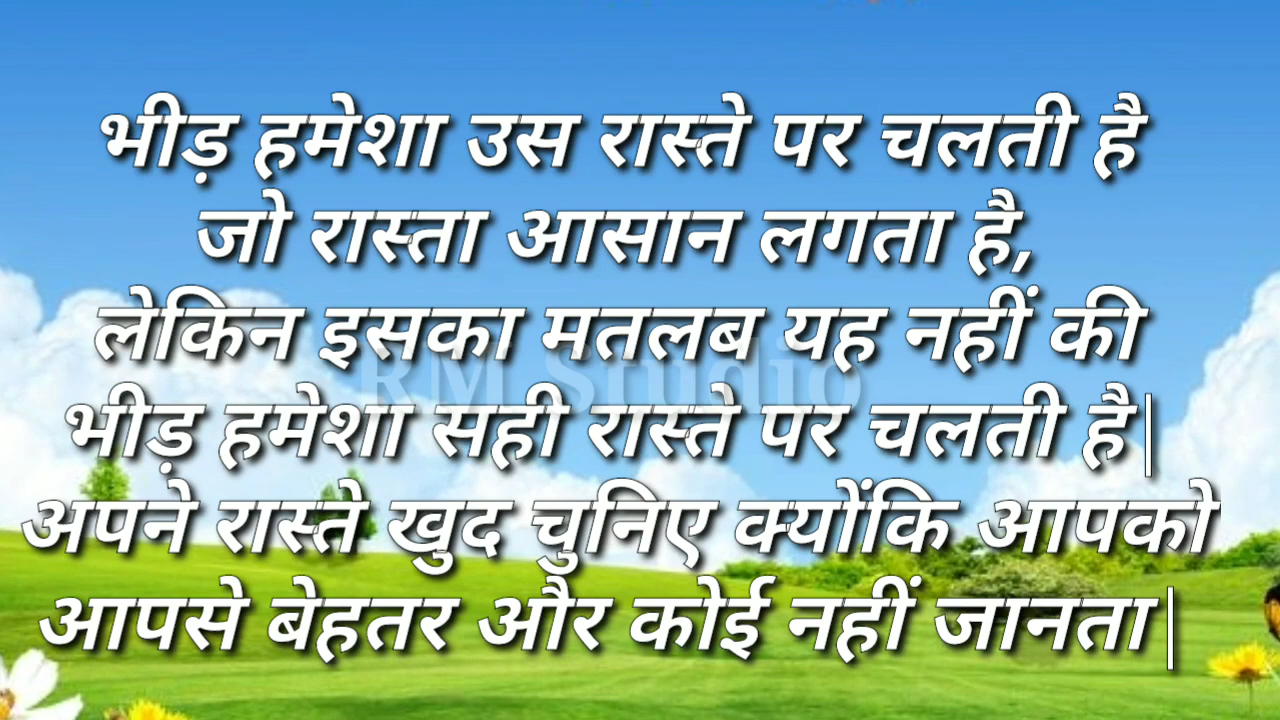 भीड़ हमेशा उस रास्ते पर चलती है
जो रास्ता आसान लगता है,
लेकिन इसका मतलब यह नहीं की
RM Studio
भीड़ हमेशा सही रास्ते पर चलती है|
अपने रास्ते खुद चुनिए क्योंकि आपको
आपसे बेहतर और कोई नहीं जानता|